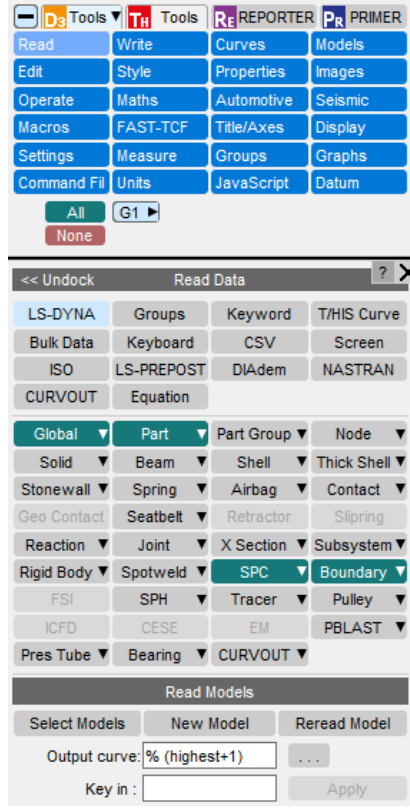 D3 Tools TH Tools RE REPORTER PR PRIMER
Read Write Curves Models
Edit Style Properties Images
Operate Maths Automotive Seismic
Macros FAST-TCF Title/Axes Display
Settings Measure Groups Graphs
Command Fil Units JavaScript Datum
All G1
None
<< Undock Read Data ? X
LS-DYNA Groups Keyword T/HIS Curve
Bulk Data Keyboard CSV Screen
ISO LS-PREPOST DIAdem NASTRAN
CURVOUT Equation
Global Part Part Group Node
Solid Beam Shell Thick Shell
Stonewall Spring Airbag Contact
Geo Contact Seatbelt Retractor Slipring
Reaction Joint X Section Subsystem
Rigid Body Spotweld SPC Boundary
FSI SPH Tracer Pulley
ICFD CESE EM PBLAST
Pres Tube Bearing CURVOUT
Read Models
Select Models New Model Reread Model
Output curve: % (highest+1) ...
Key in : Apply